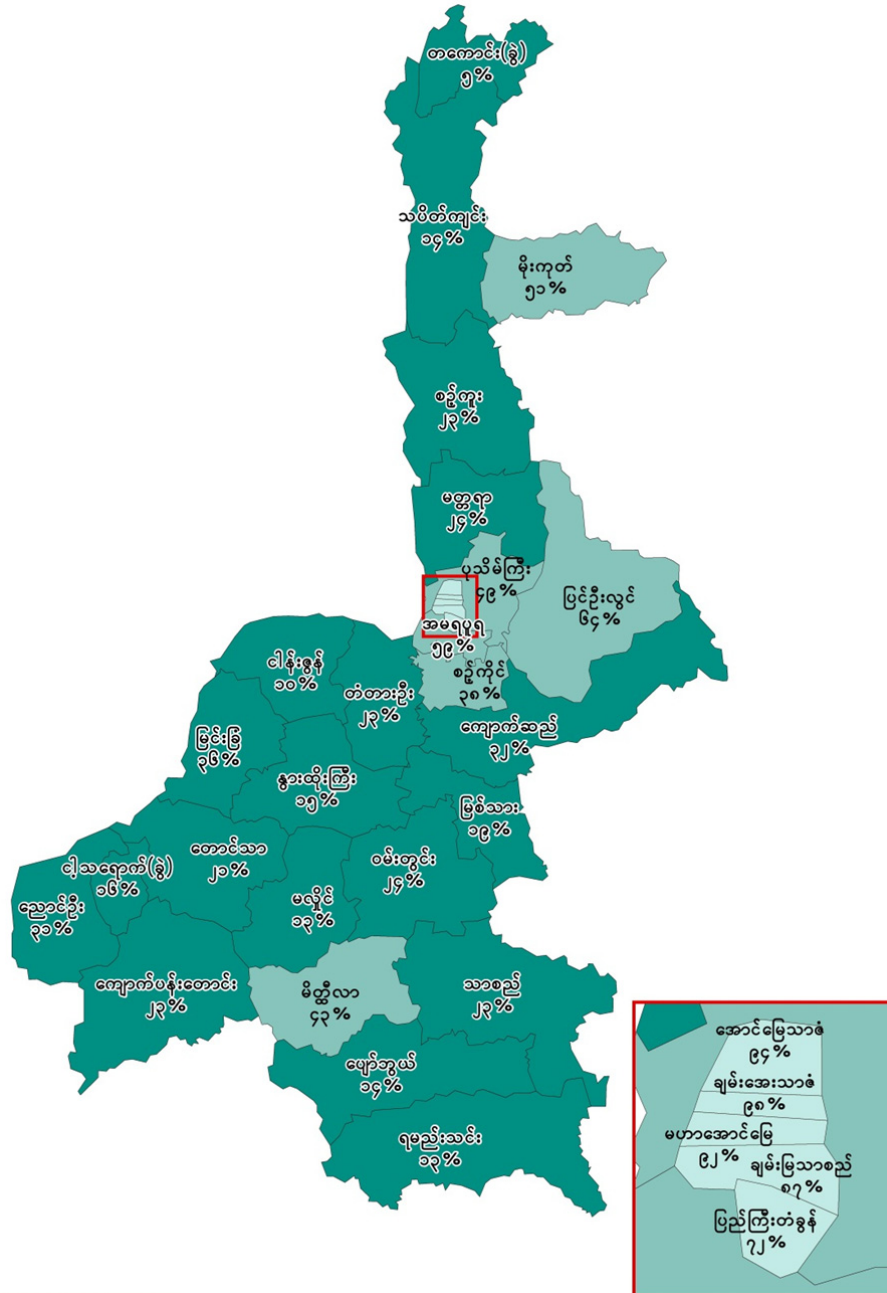 တကောင်း(ခွဲ)
၅%
သပိတ်ကျင်း
၁၄%
မိုးကုတ်
၅၁%
စဉ့်ကူး
၂၃%
မတ္တရာ
၂၄%
ပုသိမ်ကြီး
၄၉%
ပြင်ဦးလွင်
၆၄%
အမရပူရ
၅၉%
စဉ့်ကိုင်
၃၈%
ငါန်းဇွန်
၁၀%
တံတားဦး
၂၃%
ကျောက်ဆည်
၃၂%
မြင်းခြံ
၃၆%
နွားထိုးကြီး
၁၅%
မြစ်သား
၁၉%
တောင်သာ
၂၁%
ဝမ်းတွင်း
၂၄%
ငါ့သရောက်(ခွဲ)
၁၆%
မလှိုင်
၁၃%
ညောင်ဦး
၃၁%
ကျောက်ပန်းတောင်း
၂၃%
မိတ္ထီလာ
၄၃%
သာစည်
၂၃%
ပျော်ဘွယ်
၁၄%
ရမည်းသင်း
၁၃%
အောင်မြေသာဇံ
၉၄%
ချမ်းအေးသာဇံ
၉၈%
မဟာအောင်မြေ
၉၂%
ချမ်းမြသာစည်
၈၇%
ပြည်ကြီးတံခွန်
၇၂%